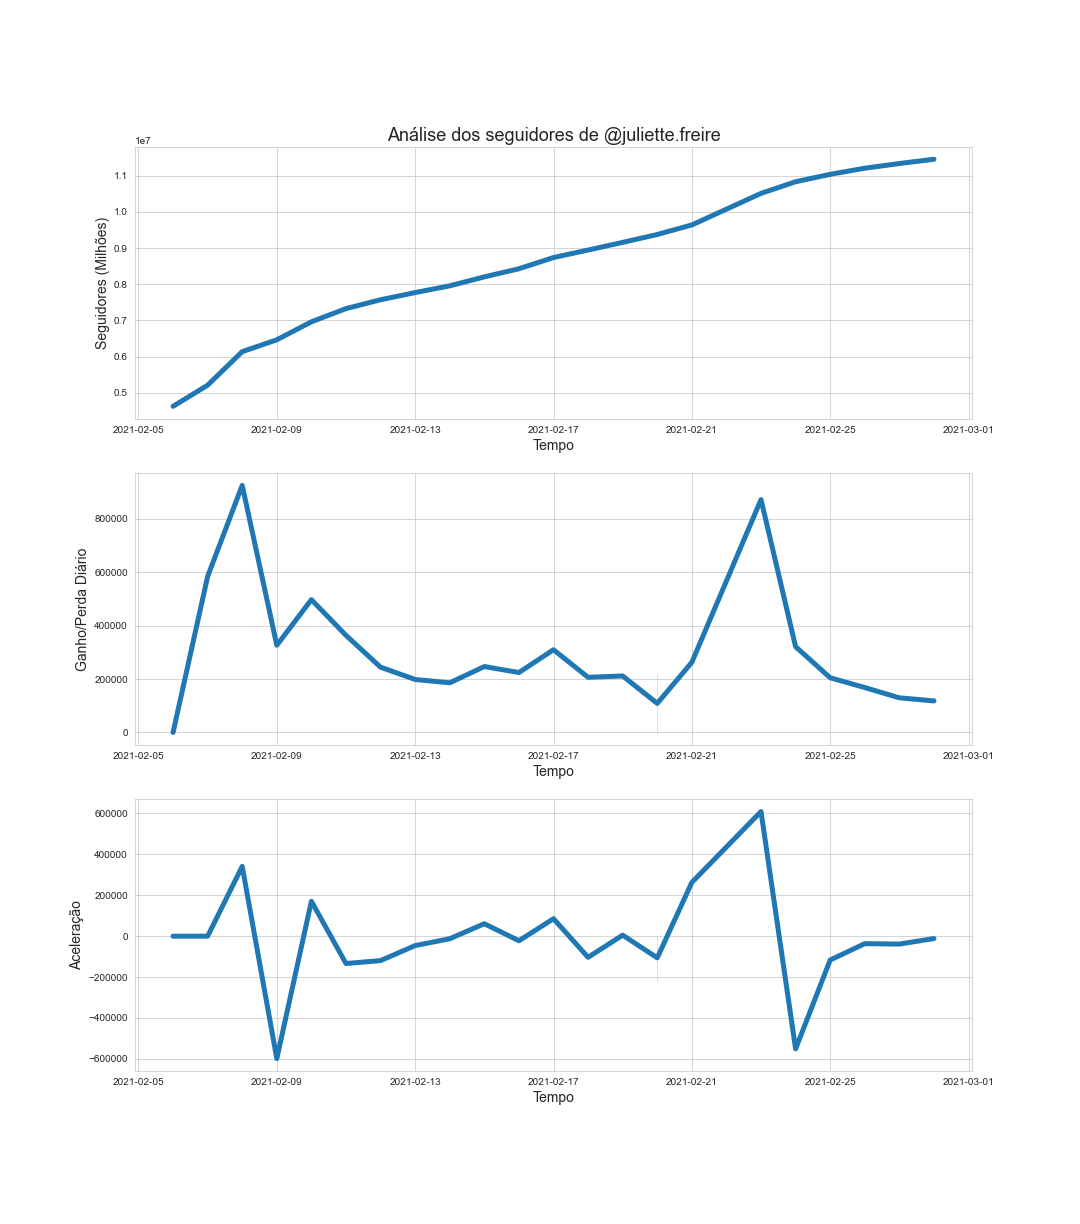 Análise dos seguidores de @juliette.freire
1e7
1.1
1.0
0.9
0.8
0.7
0.6
0.5
Seguidores (Milhões)
2021-02-05 2021-02-09 2021-02-13 2021-02-17 2021-02-21 2021-02-25 2021-03-01
Tempo
800000
600000
400000
200000
0
Ganho/Perda Diário
2021-02-05 2021-02-09 2021-02-13 2021-02-17 2021-02-21 2021-02-25 2021-03-01
Tempo
600000
400000
200000
0
−200000
−400000
−600000
Aceleração
2021-02-05 2021-02-09 2021-02-13 2021-02-17 2021-02-21 2021-02-25 2021-03-01
Tempo